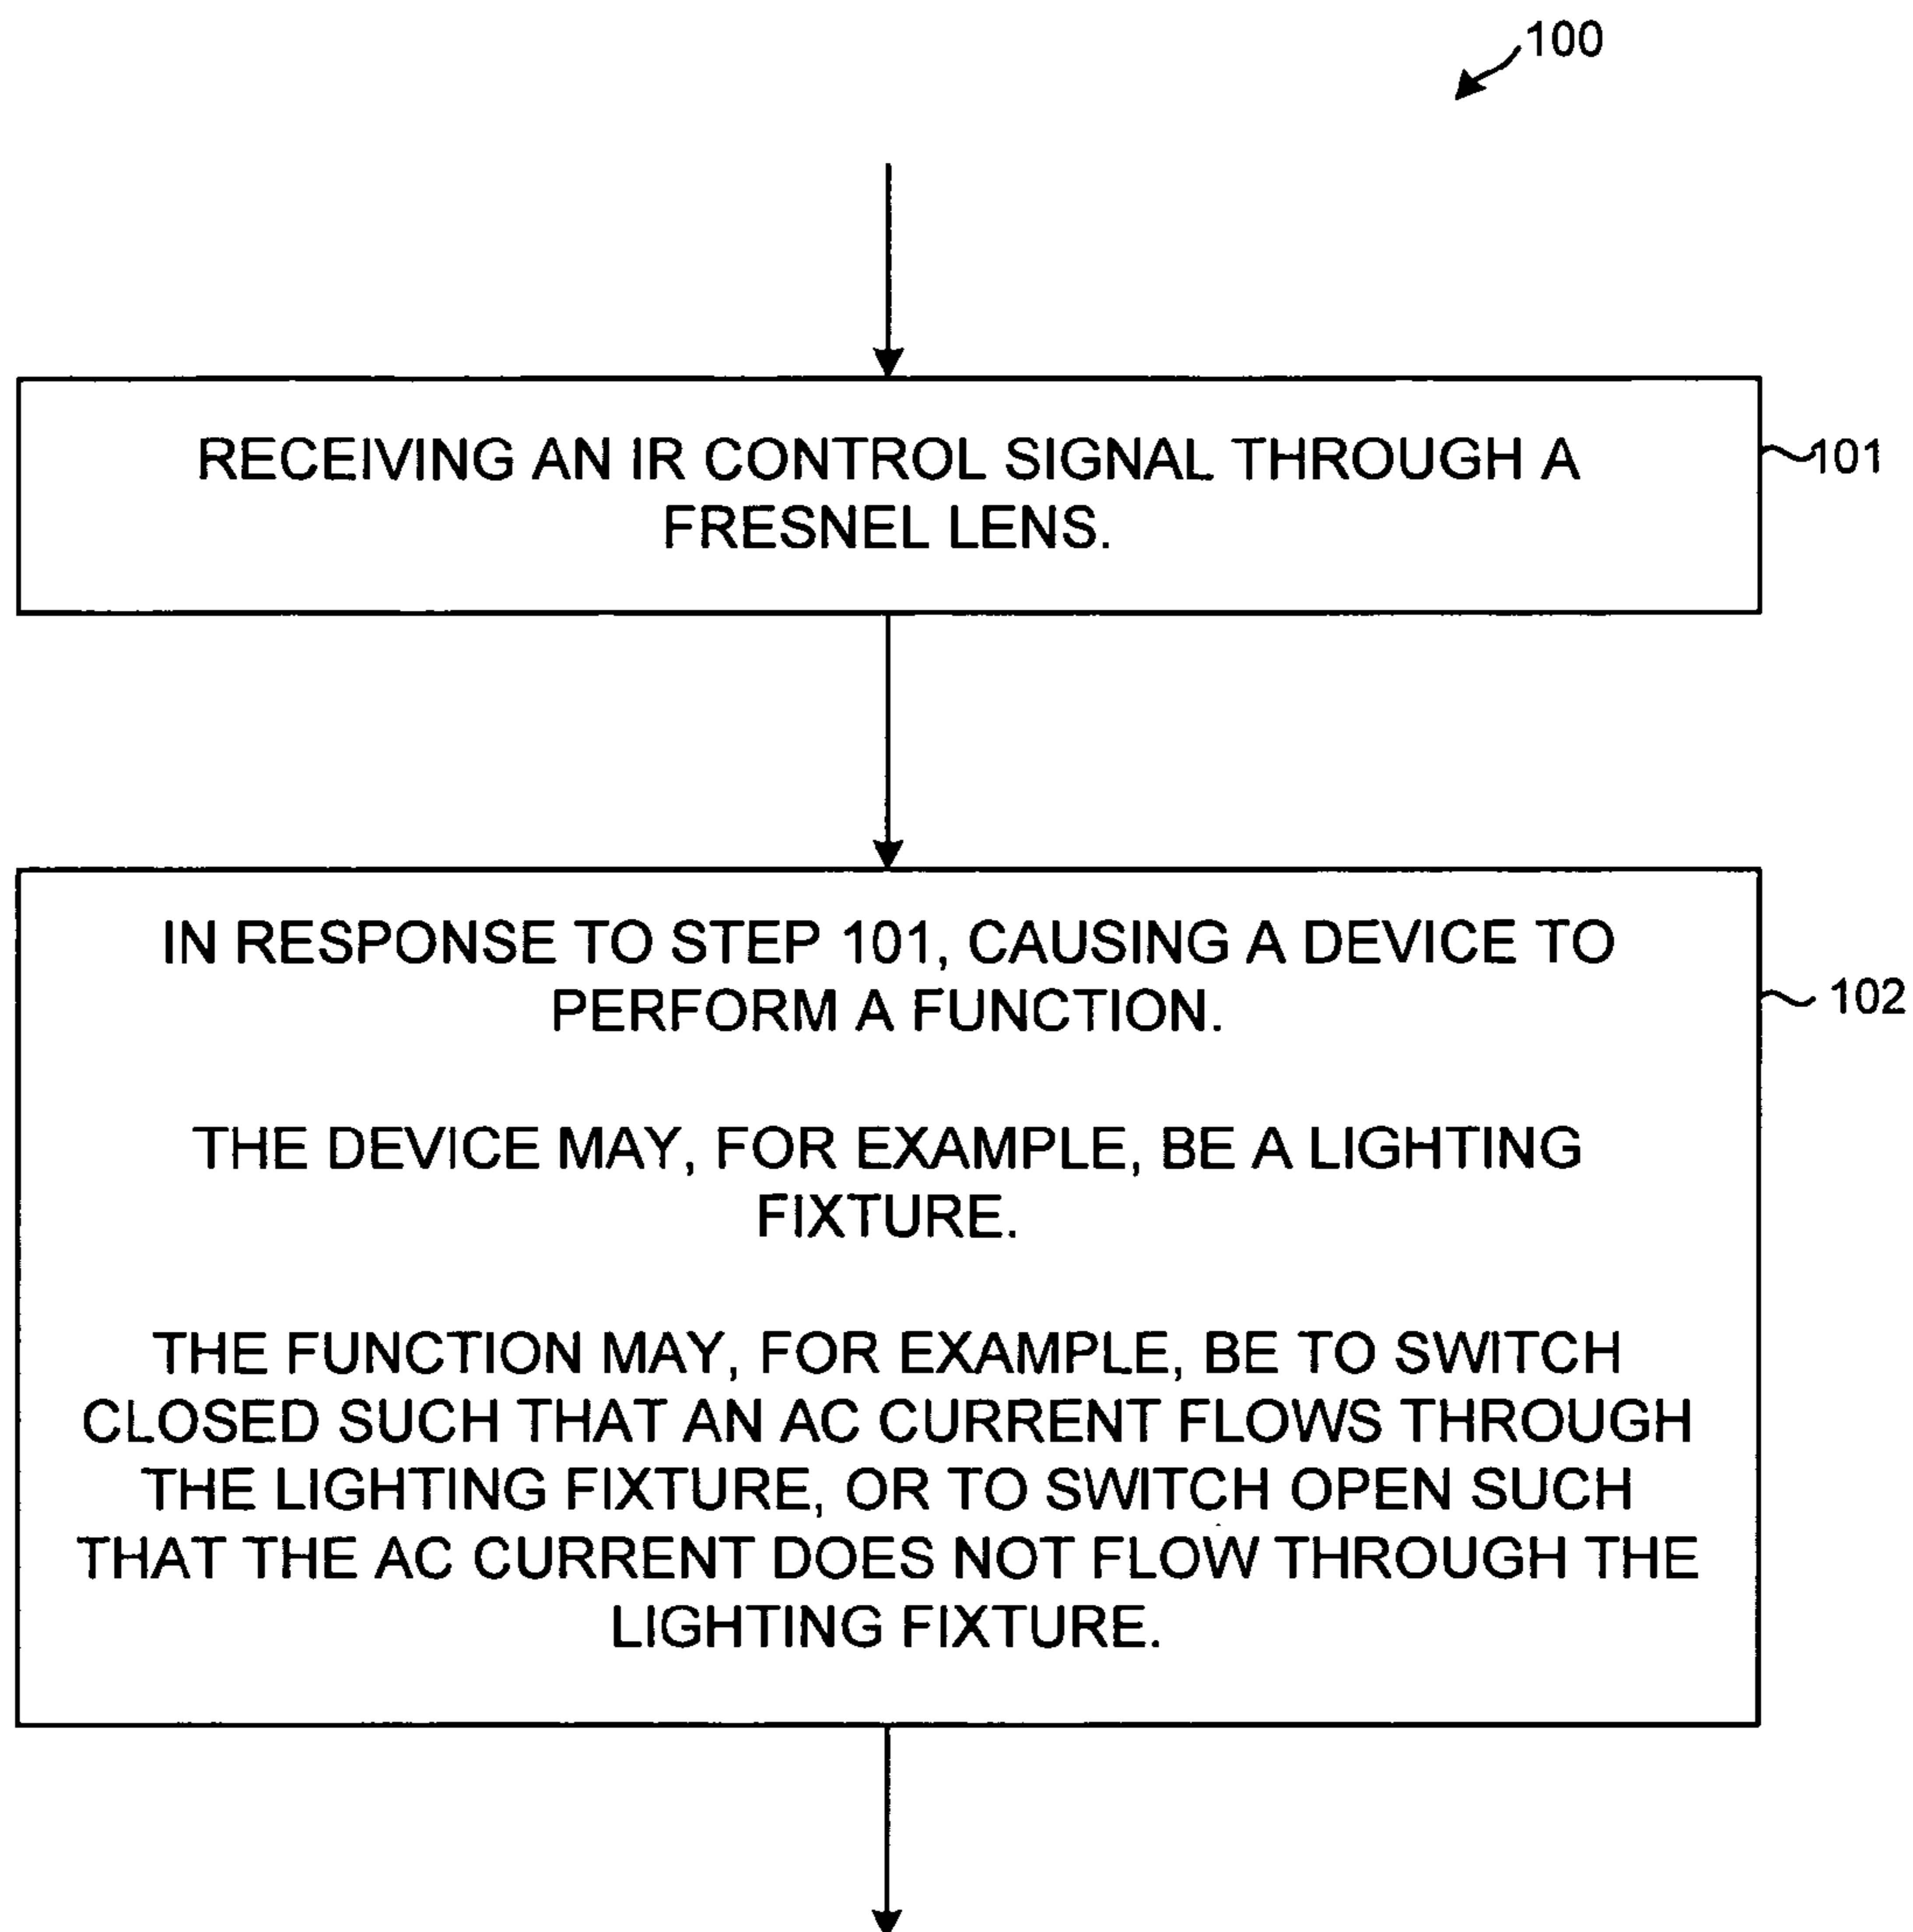 100
RECEIVING AN IR CONTROL SIGNAL THROUGH A
FRESNEL LENS.
101
IN RESPONSE TO STEP 101, CAUSING A DEVICE TO
PERFORM A FUNCTION.
102
THE DEVICE MAY, FOR EXAMPLE, BE A LIGHTING
FIXTURE.
THE FUNCTION MAY, FOR EXAMPLE, BE TO SWITCH
CLOSED SUCH THAT AN AC CURRENT FLOWS THROUGH
THE LIGHTING FIXTURE, OR TO SWITCH OPEN SUCH
THAT THE AC CURRENT DOES NOT FLOW THROUGH THE
LIGHTING FIXTURE.